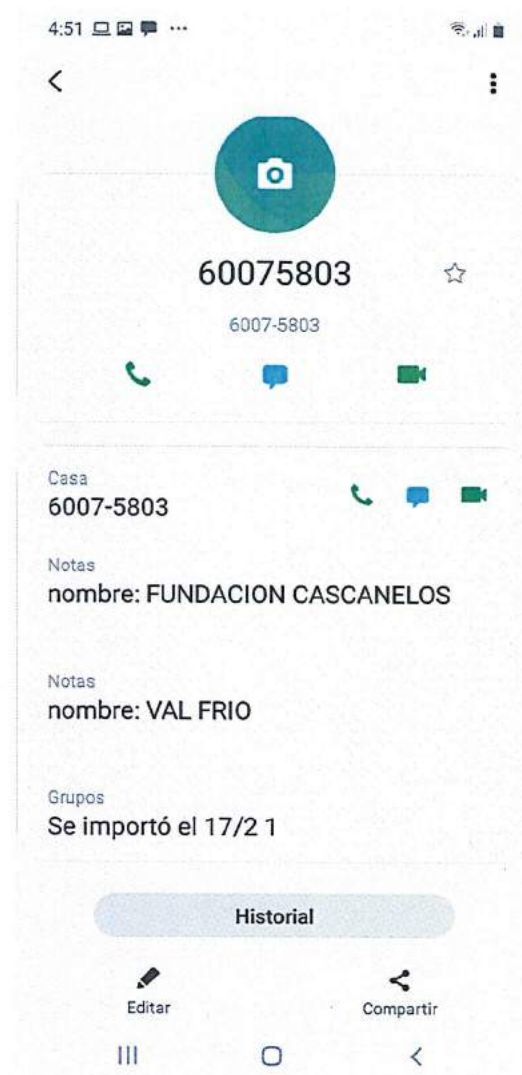 4:51
60075803
6007-5803
Casa
6007-5803
Notas
nombre: FUNDACION CASCANELOS
Notas
nombre: VAL FRIO
Grupos
Se importó el 17/2 1
Historial
Editar
Compartir